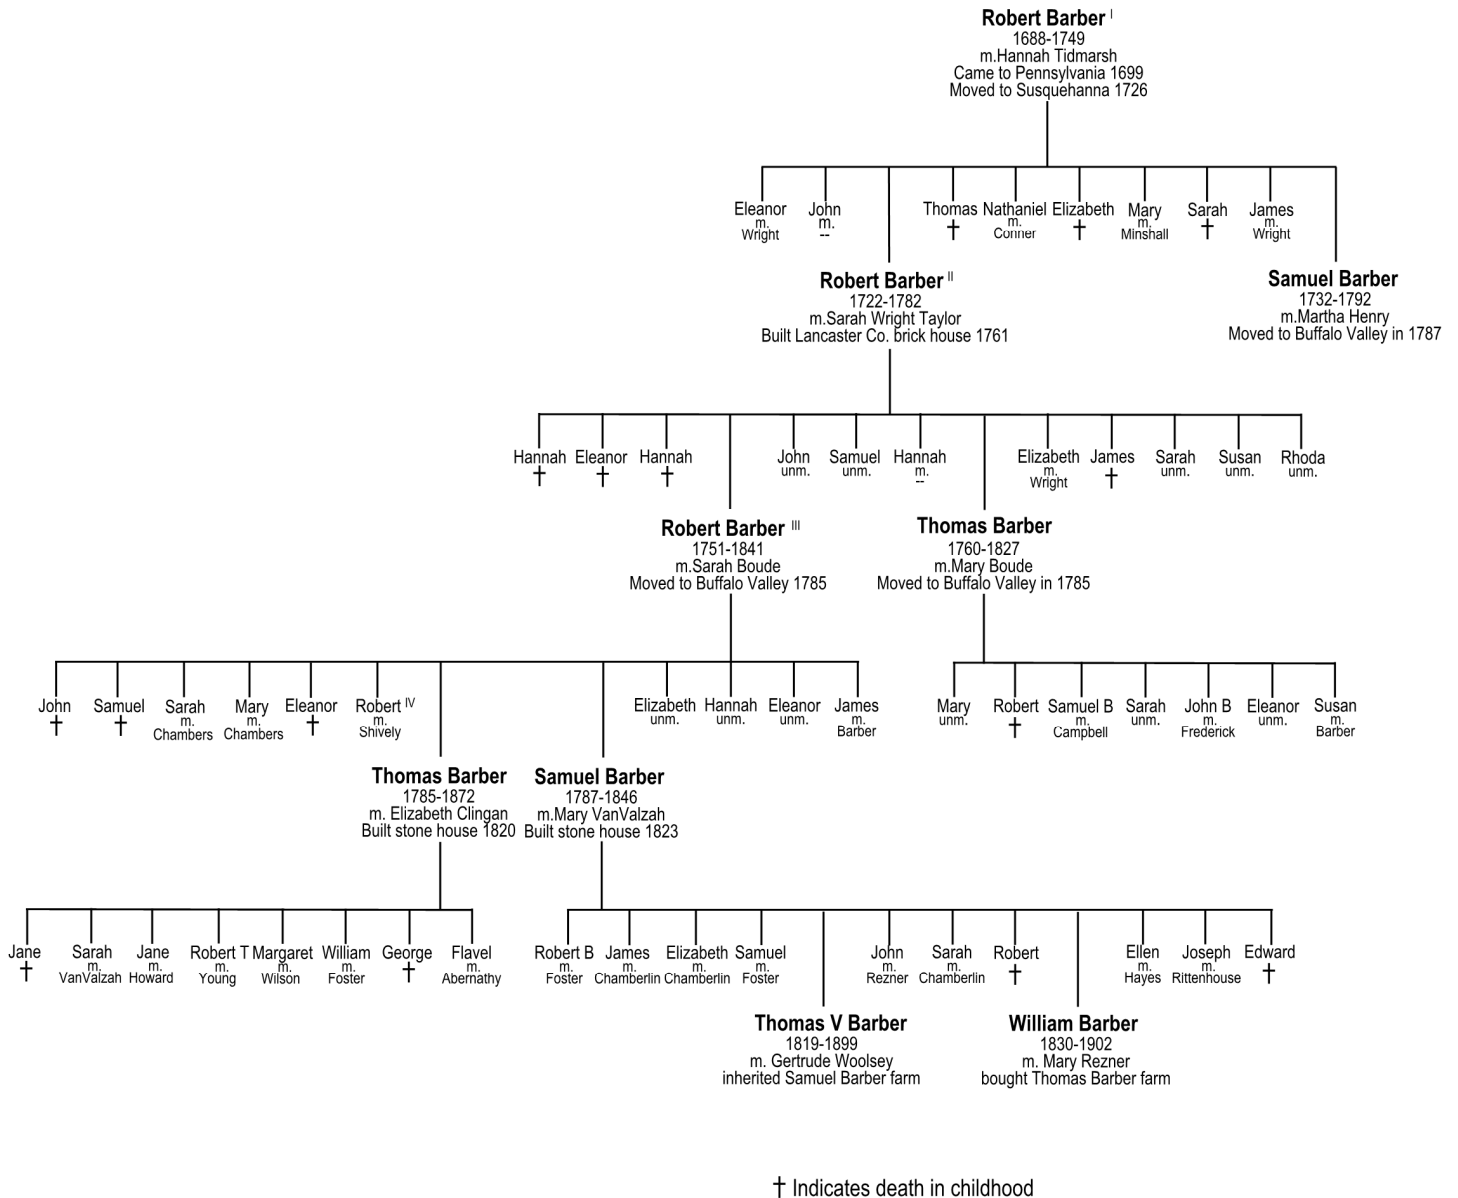 Robert Barber I
1688-1749
m.Hannah Tidmarsh
Came to Pennsylvania 1699
Moved to Susquehanna 1726
Eleanor John Thomas Nathaniel Elizabeth Mary Sarah James
m. m. † m. † m. † m.
Wright -- Conner Minshall Wright
Robert Barber II
1722-1782
m.Sarah Wright Taylor
Built Lancaster Co. brick house 1761
Samuel Barber
1732-1792
m.Martha Henry
Moved to Buffalo Valley in 1787
Hannah Eleanor Hannah John Samuel Hannah Elizabeth James Sarah Susan Rhoda
† † † unm. unm. m. m. † unm. unm. unm.
-- Wright
Robert Barber III
1751-1841
m.Sarah Boude
Moved to Buffalo Valley 1785
Thomas Barber
1760-1827
m.Mary Boude
Moved to Buffalo Valley in 1785
John Samuel Sarah Mary Eleanor Robert IV Elizabeth Hannah Eleanor James
† † m. m. † m. unm. unm. unm. m.
Chambers Chambers Shively Barber
Mary Robert Samuel B Sarah John B Eleanor Susan
unm. † m. unm. m. unm. m.
Campbell Frederick Barber
Thomas Barber
1785-1872
m. Elizabeth Clingan
Built stone house 1820
Samuel Barber
1787-1846
m.Mary VanValzah
Built stone house 1823
Jane Sarah Jane Robert T Margaret William George Flavel
† m. m. m. m. m. † m.
VanValzah Howard Young Wilson Foster Abernathy
Robert B James Elizabeth Samuel John Sarah Robert Ellen Joseph Edward
m. m. m. m. m. m. † m. m. †
Foster Chamberlin Chamberlin Foster Rezner Chamberlin Hayes Rittenhouse
Thomas V Barber
1819-1899
m. Gertrude Woolsey
inherited Samuel Barber farm
William Barber
1830-1902
m. Mary Rezner
bought Thomas Barber farm
† Indicates death in childhood